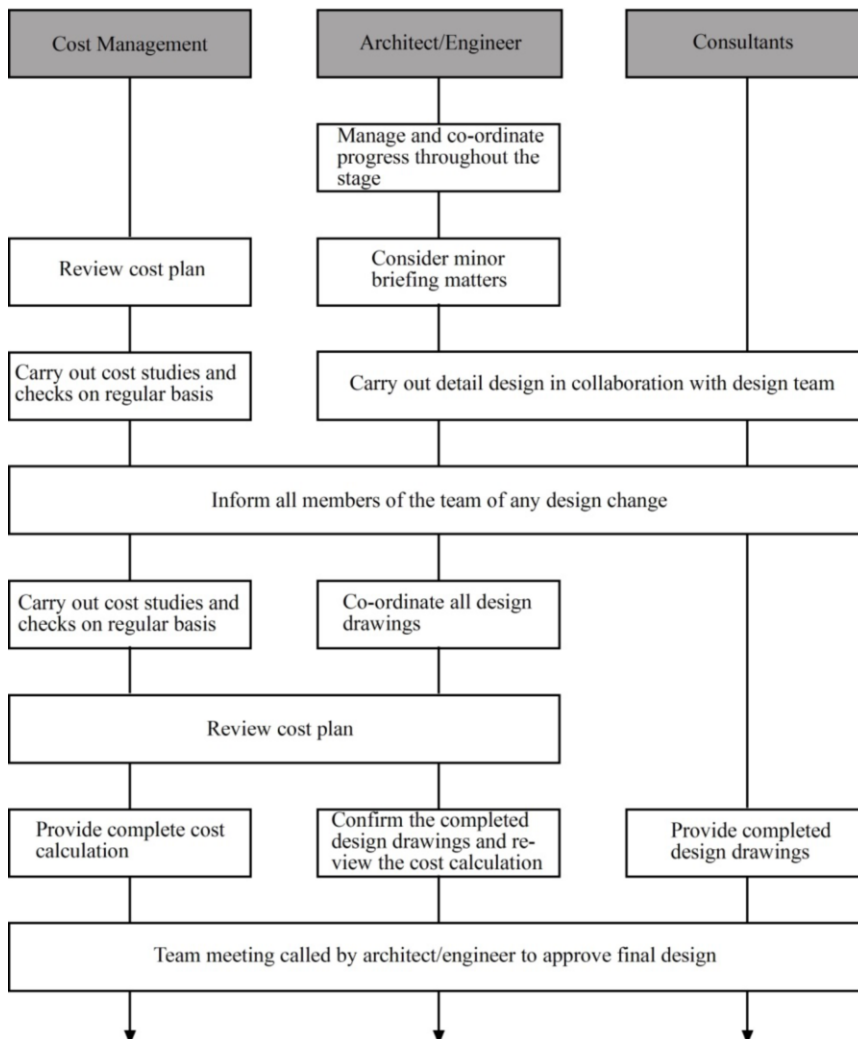 Cost Management
Architect/Engineer
Consultants
Manage and co-ordinate
progress throughout the
stage
Review cost plan
Consider minor
briefing matters
Carry out cost studies and
checks on regular basis
Carry out detail design in collaboration with design team
Inform all members of the team of any design change
Carry out cost studies and
checks on regular basis
Co-ordinate all design
drawings
Review cost plan
Provide complete cost
calculation
Confirm the completed
design drawings and re-
view the cost calculation
Provide completed
design drawings
Team meeting called by architect/engineer to approve final design